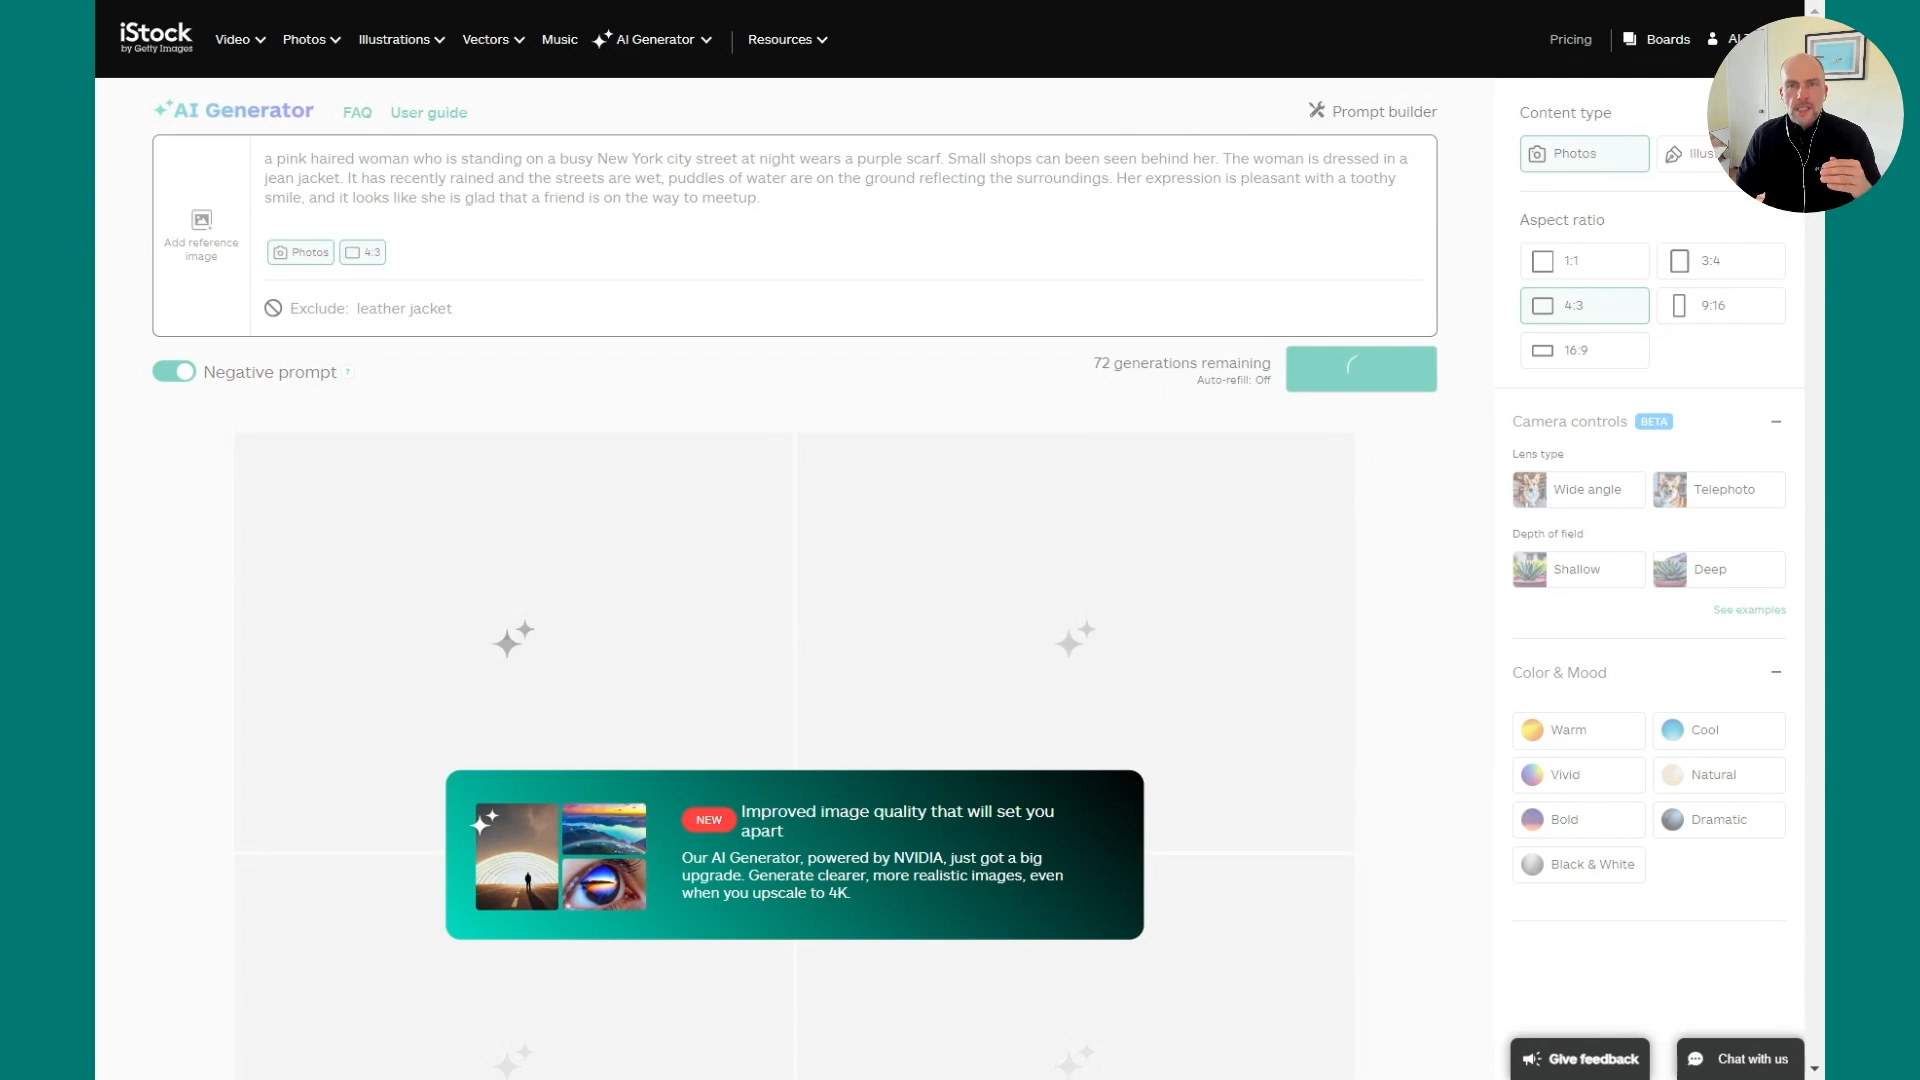 iStock
by Getty Images
Video
Photos
Illustrations
Vectors
Music
AI Generator
Resources
Pricing
Boards
AI Generator
FAQ
User guide
Prompt builder
Add reference
image
a pink haired woman who is standing on a busy New York city street at night wears a purple scarf. Small shops can been seen behind her. The woman is dressed in a
jean jacket. It has recently rained and the streets are wet, puddles of water are on the ground reflecting the surroundings. Her expression is pleasant with a toothy
smile, and it looks like she is glad that a friend is on the way to meetup.
Photos
4:3
Exclude: leather jacket
Negative prompt ?
72 generations remaining
Auto-refill: Off
NEW
Improved image quality that will set you
apart
Our AI Generator, powered by NVIDIA, just got a big
upgrade. Generate clearer, more realistic images, even
when you upscale to 4K.
Content type
Photos
Aspect ratio
1:1
3:4
4:3
9:16
16:9
Camera controls BETA
Lens type
Wide angle
Telephoto
Depth of field
Shallow
Deep
See examples
Color & Mood
Warm
Cool
Vivid
Natural
Bold
Dramatic
Black & White
Give feedback
Chat with us